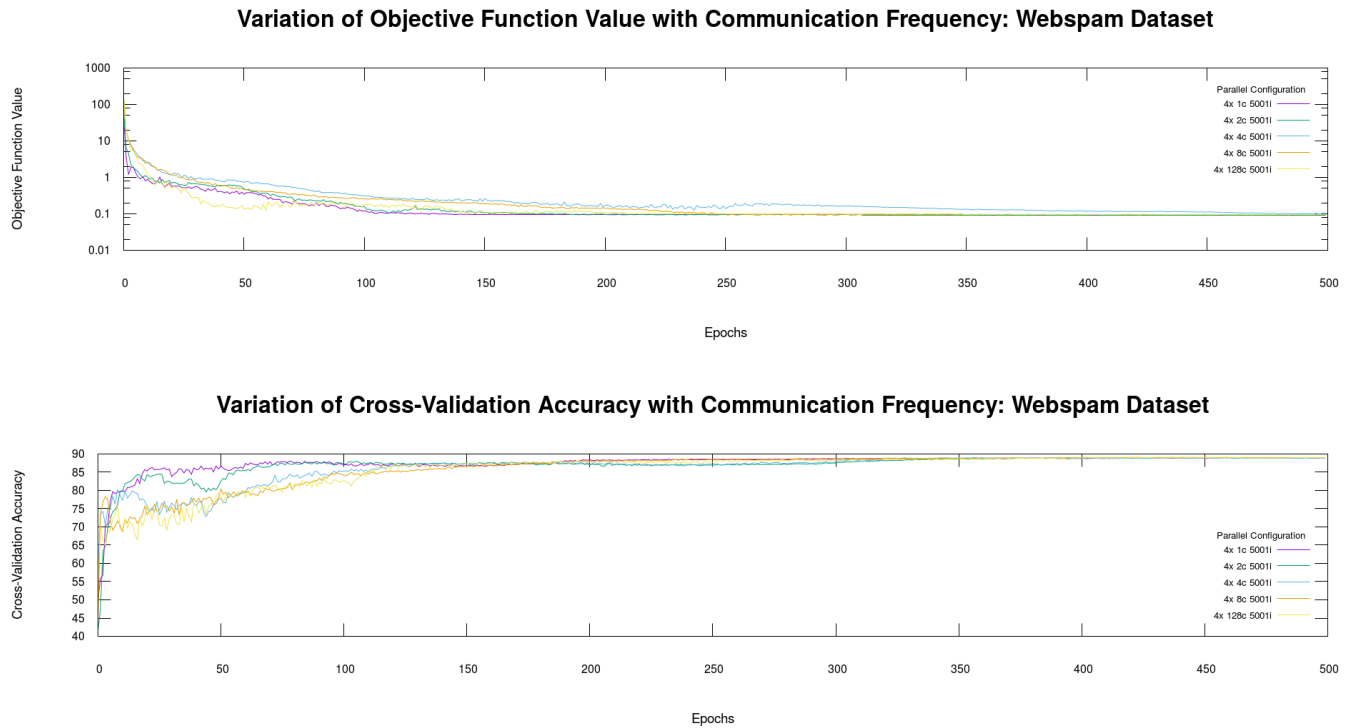 Variation of Objective Function Value with Communication Frequency: Webspam Dataset
Objective Function Value
1000
100
10
1
0.1
0.01
Parallel Configuration
4x 1c 5001i
4x 2c 5001i
4x 4c 5001i
4x 8c 5001i
4x 128c 5001i
0 50 100 150 200 250 300 350 400 450 500
Epochs
Variation of Cross-Validation Accuracy with Communication Frequency: Webspam Dataset
Cross-Validation Accuracy
90
85
80
75
70
65
60
55
50
45
40
Parallel Configuration
4x 1c 5001i
4x 2c 5001i
4x 4c 5001i
4x 8c 5001i
4x 128c 5001i
0 50 100 150 200 250 300 350 400 450 500
Epochs